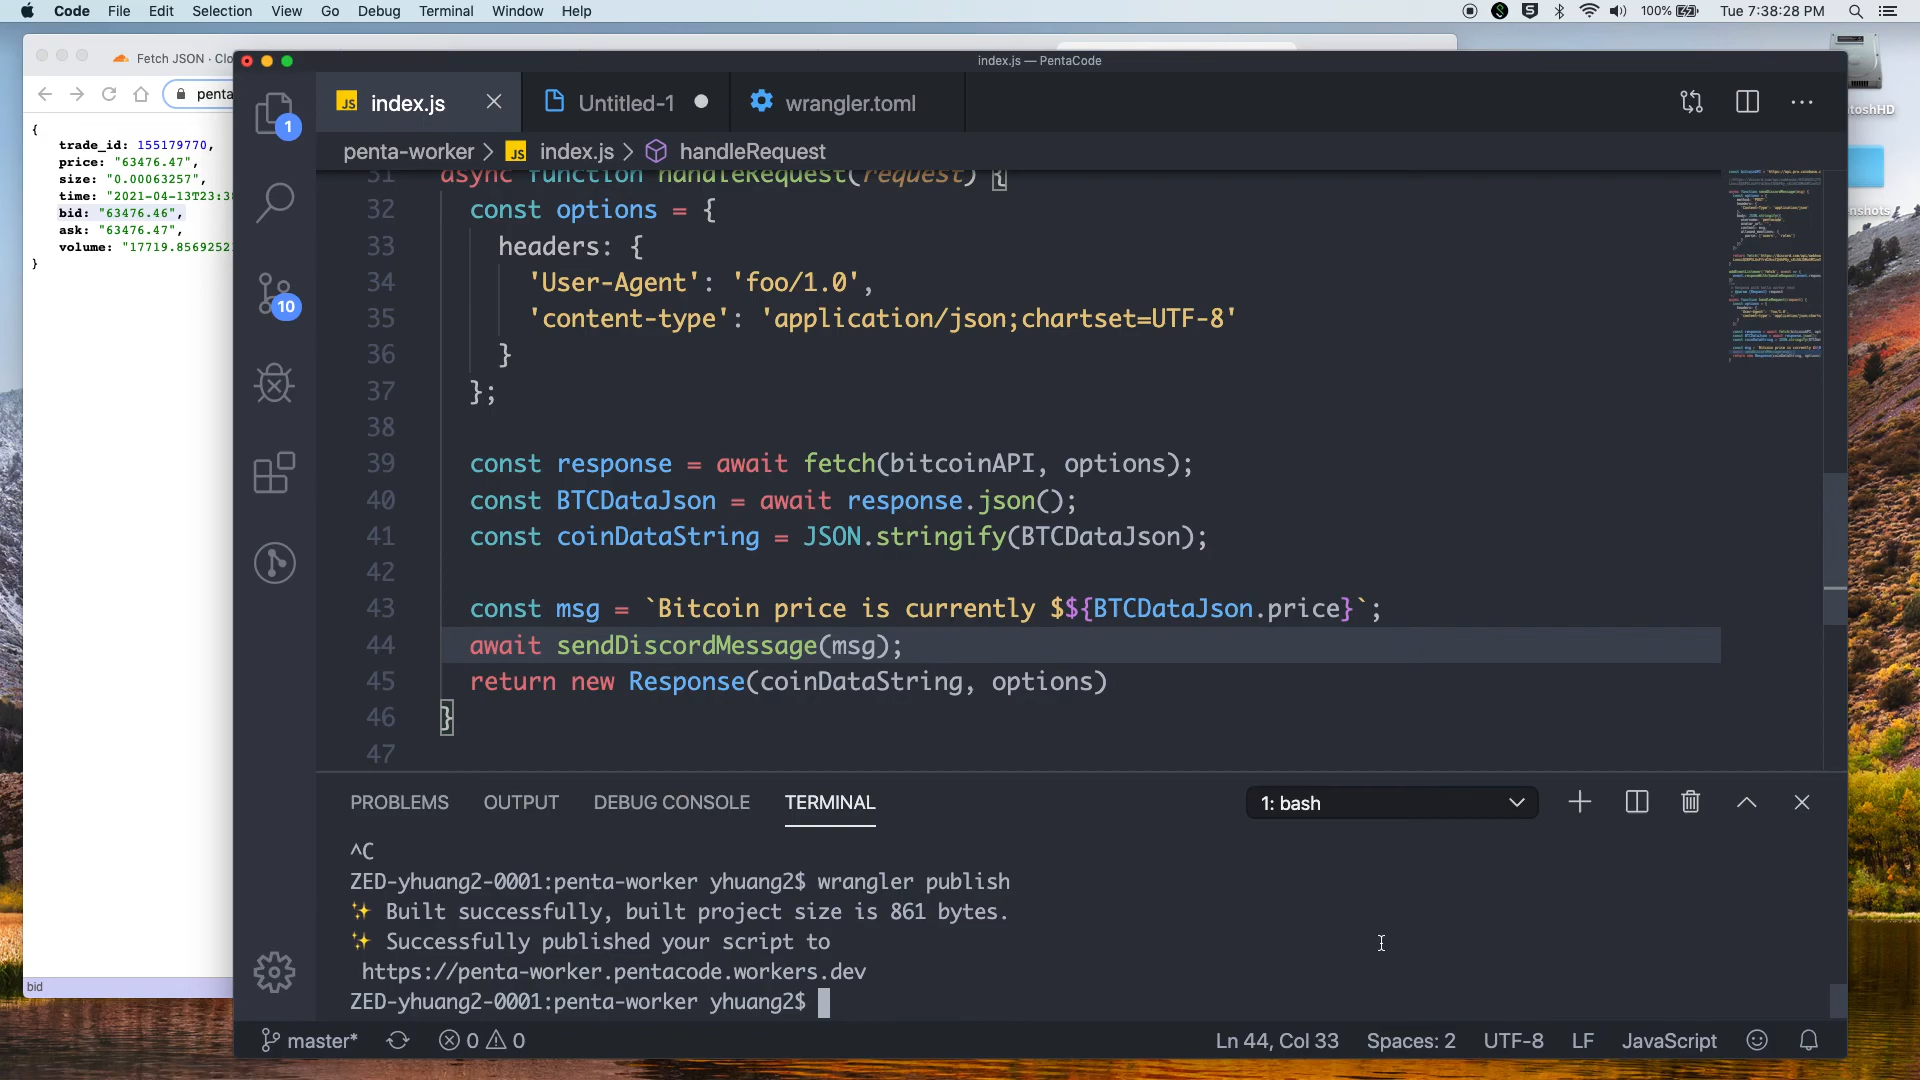 Code File Edit Selection View Go Debug Terminal Window Help
100% Tue 7:38:28 PM
Fetch JSON · Clo
index.js — PentaCode
penta
JS index.js Untitled-1 wrangler.toml
toshHD
1
penta-worker > JS index.js > handleRequest
{
trade_id: 155179770,
price: "63476.47",
size: "0.00063257",
time: "2021-04-13T23:38
bid: "63476.46",
ask: "63476.47",
volume: "17719.8569252
}
nshots
10
31 async function handleRequest(request) {
32 const options = {
33 headers: {
34 'User-Agent': 'foo/1.0',
35 'content-type': 'application/json;chartset=UTF-8'
36 }
37 };
38
39 const response = await fetch(bitcoinAPI, options);
40 const BTCDataJson = await response.json();
41 const coinDataString = JSON.stringify(BTCDataJson);
42
43 const msg = `Bitcoin price is currently $${BTCDataJson.price}`;
44 await sendDiscordMessage(msg);
45 return new Response(coinDataString, options)
46 }
47
PROBLEMS OUTPUT DEBUG CONSOLE TERMINAL 1: bash
^C
ZED-yhuang2-0001:penta-worker yhuang2$ wrangler publish
✨ Built successfully, built project size is 861 bytes.
✨ Successfully published your script to
https://penta-worker.pentacode.workers.dev
ZED-yhuang2-0001:penta-worker yhuang2$
bid
master* 0 0 Ln 44, Col 33 Spaces: 2 UTF-8 LF JavaScript